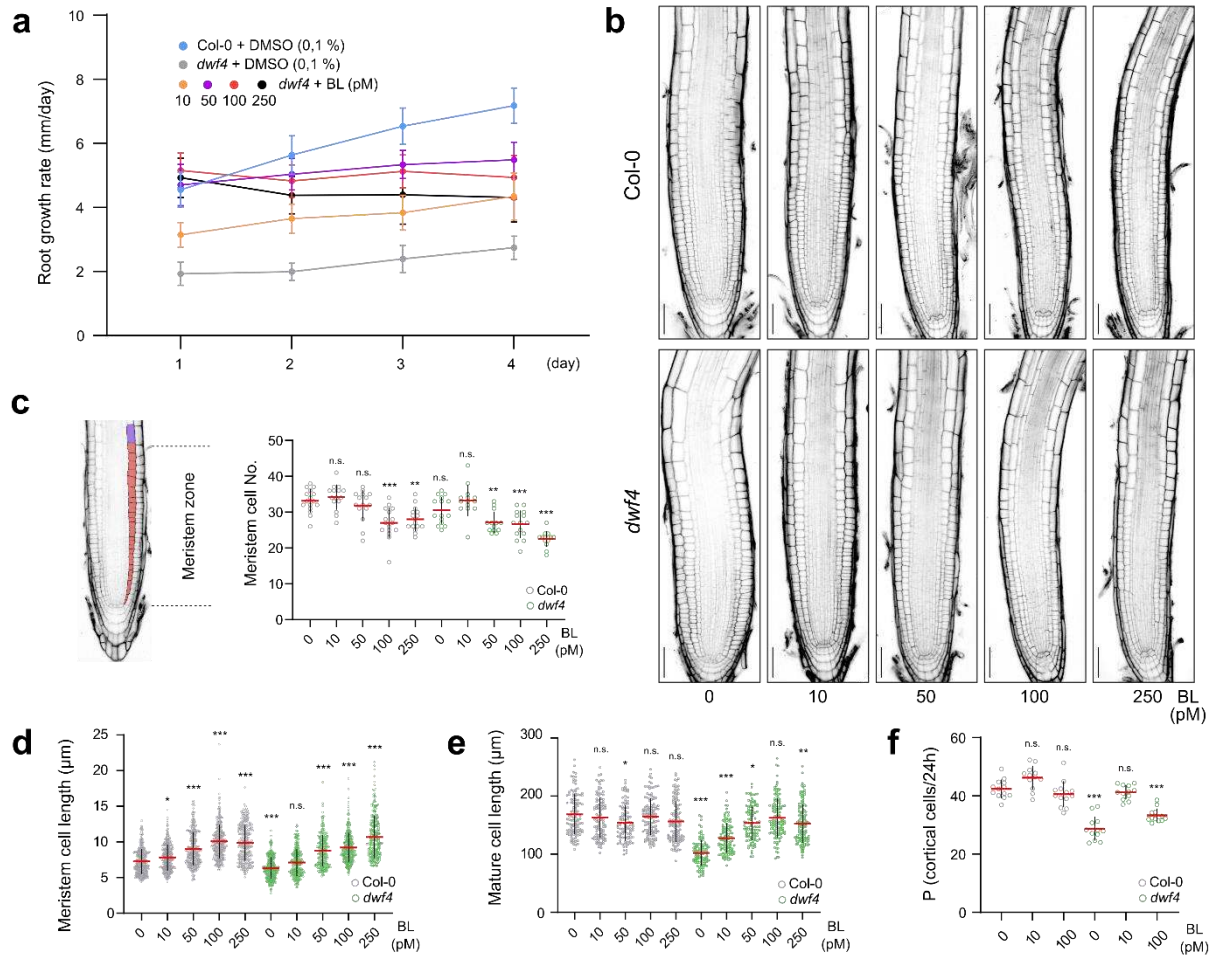 a
Root growth rate (mm/day)
10
8
6
4
2
0
Col-0 + DMSO (0,1 %)
dwf4 + DMSO (0,1 %)
dwf4 + BL (pM)
10 50 100 250
1 2 3 4 (day)
b
Col-0
dwf4
0 10 50 100 250 BL
(pM)
c
Meristem zone
Meristem cell No.
50
40
30
20
10
0
n.s. n.s. *** ** n.s. n.s. ** *** ***
Col-0
dwf4
0 10 50 100 250 0 10 50 100 250 BL
(pM)
d
Meristem cell length (µm)
25
20
15
10
5
0
* *** *** *** *** n.s. *** *** ***
Col-0
dwf4
0 10 50 100 250 0 10 50 100 250 BL
(pM)
e
Mature cell length (µm)
300
200
100
0
n.s. * n.s. n.s. *** *** * n.s. **
Col-0
dwf4
0 10 50 100 250 0 10 50 100 250 BL
(pM)
f
P (cortical cells/24h)
60
40
20
0
n.s. n.s. *** n.s. ***
Col-0
dwf4
0 10 100 0 10 100 BL
(pM)